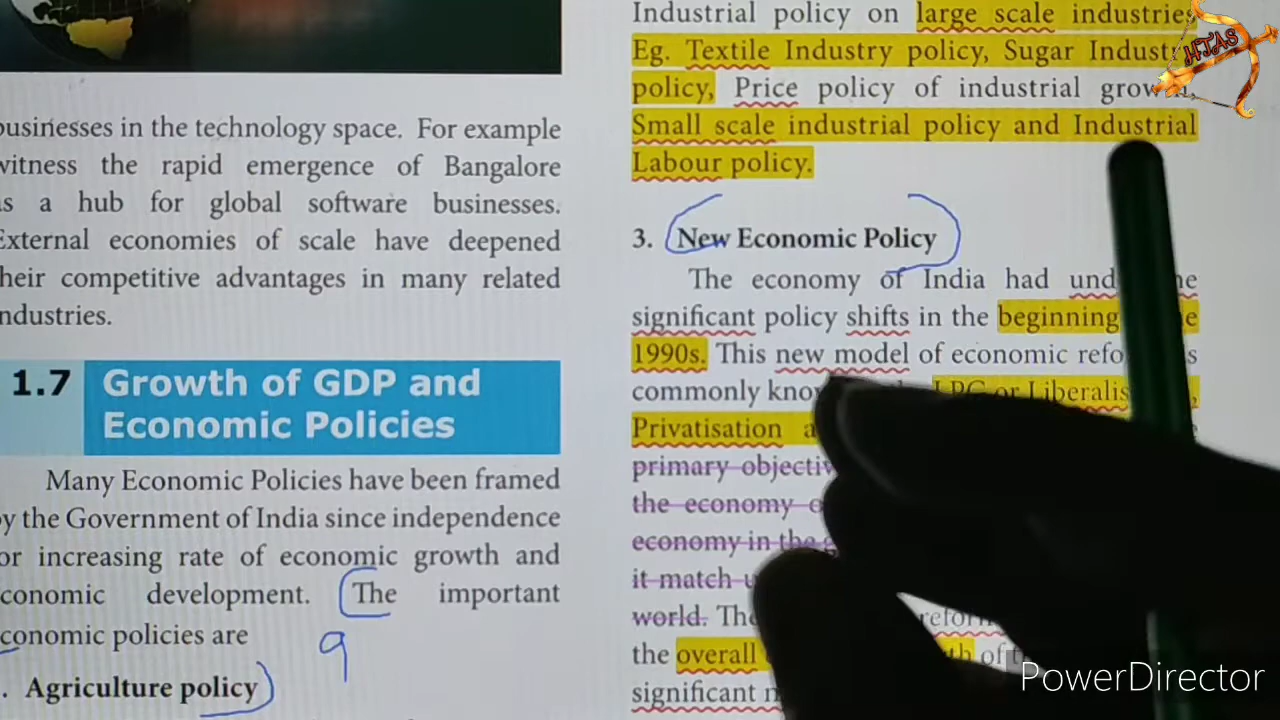 businesses in the technology space. For example
witness the rapid emergence of Bangalore
as a hub for global software businesses.
External economies of scale have deepened
their competitive advantages in many related
industries.
1.7 Growth of GDP and
Economic Policies
Many Economic Policies have been framed
by the Government of India since independence
for increasing rate of economic growth and
economic development. The important
economic policies are
9
. Agriculture policy
Industrial policy on large scale industries
Eg. Textile Industry policy, Sugar Industry
policy, Price policy of industrial growth,
Small scale industrial policy and Industrial
Labour policy.
3. New Economic Policy
The economy of India had
significant policy shifts in the beginning
1990s. This new model of economic
commonly LPG or
Privatisation
primary
the economy
economy in the
it match
world.
the overall of
significant
HTAS
PowerDirector